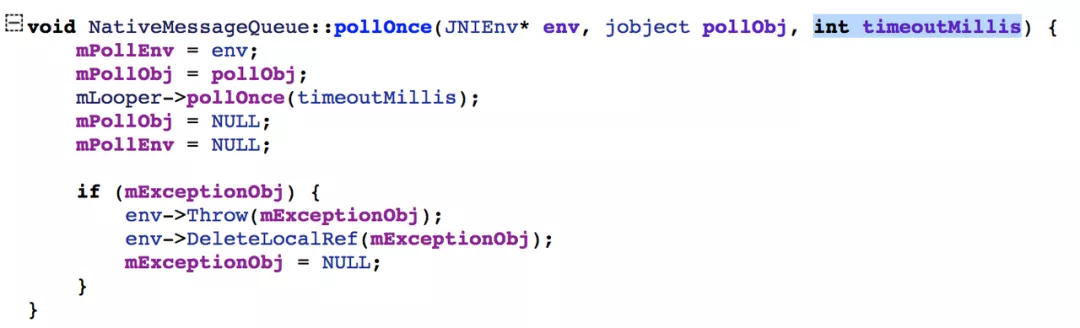 void NativeMessageQueue::pollOnce(JNIEnv* env, jobject pollObj, int timeoutMillis) {
    mPollEnv = env;
    mPollObj = pollObj;
    mLooper->pollOnce(timeoutMillis);
    mPollObj = NULL;
    mPollEnv = NULL;

    if (mExceptionObj) {
        env->Throw(mExceptionObj);
        env->DeleteLocalRef(mExceptionObj);
        mExceptionObj = NULL;
    }
}